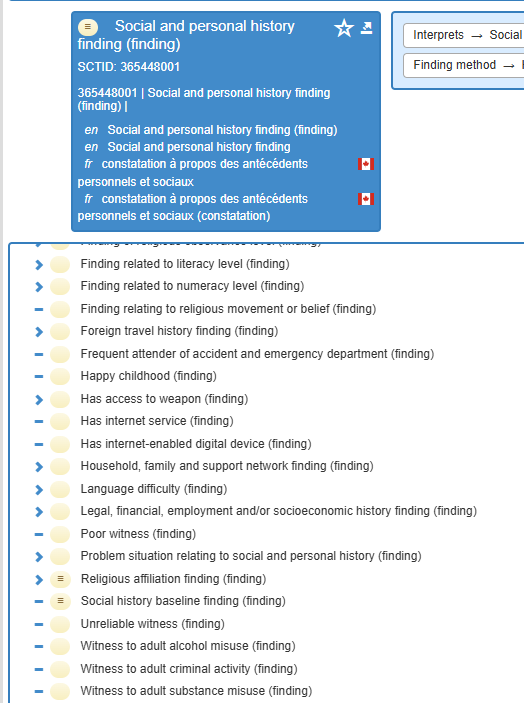 Social and personal history
finding (finding)
SCTID: 365448001
365448001 | Social and personal history finding
(finding) |
en Social and personal history finding (finding)
en Social and personal history finding
fr constatation à propos des antécédents
personnels et sociaux
fr constatation à propos des antécédents
personnels et sociaux (constatation)
Interprets → Social
Finding method →
Finding of religious observance level (finding)
Finding related to literacy level (finding)
Finding related to numeracy level (finding)
Finding relating to religious movement or belief (finding)
Foreign travel history finding (finding)
Frequent attender of accident and emergency department (finding)
Happy childhood (finding)
Has access to weapon (finding)
Has internet service (finding)
Has internet-enabled digital device (finding)
Household, family and support network finding (finding)
Language difficulty (finding)
Legal, financial, employment and/or socioeconomic history finding (finding)
Poor witness (finding)
Problem situation relating to social and personal history (finding)
Religious affiliation finding (finding)
Social history baseline finding (finding)
Unreliable witness (finding)
Witness to adult alcohol misuse (finding)
Witness to adult criminal activity (finding)
Witness to adult substance misuse (finding)